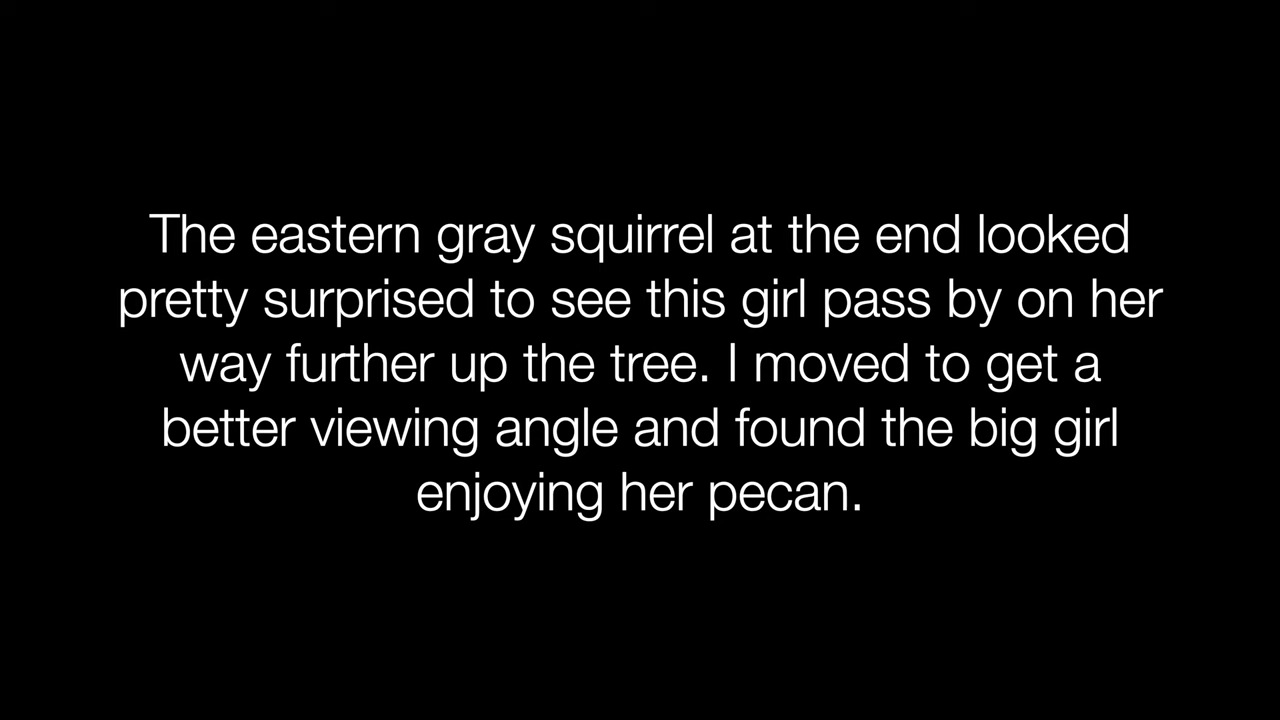 The eastern gray squirrel at the end looked
pretty surprised to see this girl pass by on her
way further up the tree. I moved to get a
better viewing angle and found the big girl
enjoying her pecan.